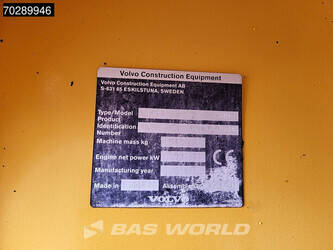 70289946
Volvo Construction Equipment
Volvo Construction Equipment AB
S-631 85 ESKILSTUNA, SWEDEN
Type/Model
Product
Identification
Number
Machine mass kg
Engine net power kW
CE
Manufacturing year
Made in
VOLVO
BAS WORLD